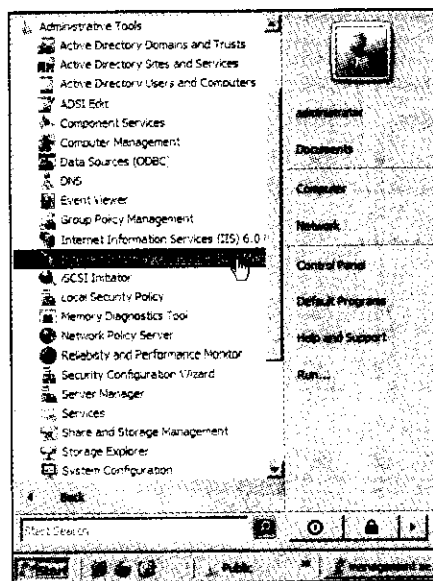 Administrative Tools
Active Directory Domains and Trusts
Active Directory Sites and Services
Active Directory Users and Computers
ADSI Edit
Component Services
Computer Management
Data Sources (ODBC)
DNS
Event Viewer
Group Policy Management
Internet Information Services (IIS) 6.0
iSCSI Initiator
Local Security Policy
Memory Diagnostics Tool
Network Policy Server
Reliability and Performance Monitor
Security Configuration Wizard
Server Manager
Services
Share and Storage Management
Storage Explorer
System Configuration
Back
Start Search
administrator
Documents
Computer
Network
Control Panel
Default Programs
Help and Support
Run...
Start
Public
management